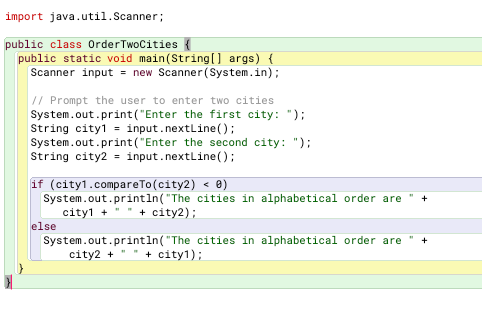 import java.util.Scanner;
public class OrderTwoCities {
public static void main(String[] args) {
Scanner input = new Scanner(System.in);
// Prompt the user to enter two cities
System.out.print("Enter the first city: ");
String city1 = input.nextLine();
System.out.print("Enter the second city: ");
String city2 = input.nextLine();
if (city1.compareTo(city2) < 0)
System.out.println("The cities in alphabetical order are " +
city1 + " " + city2);
else
System.out.println("The cities in alphabetical order are " +
city2 + " " + city1);
}
}